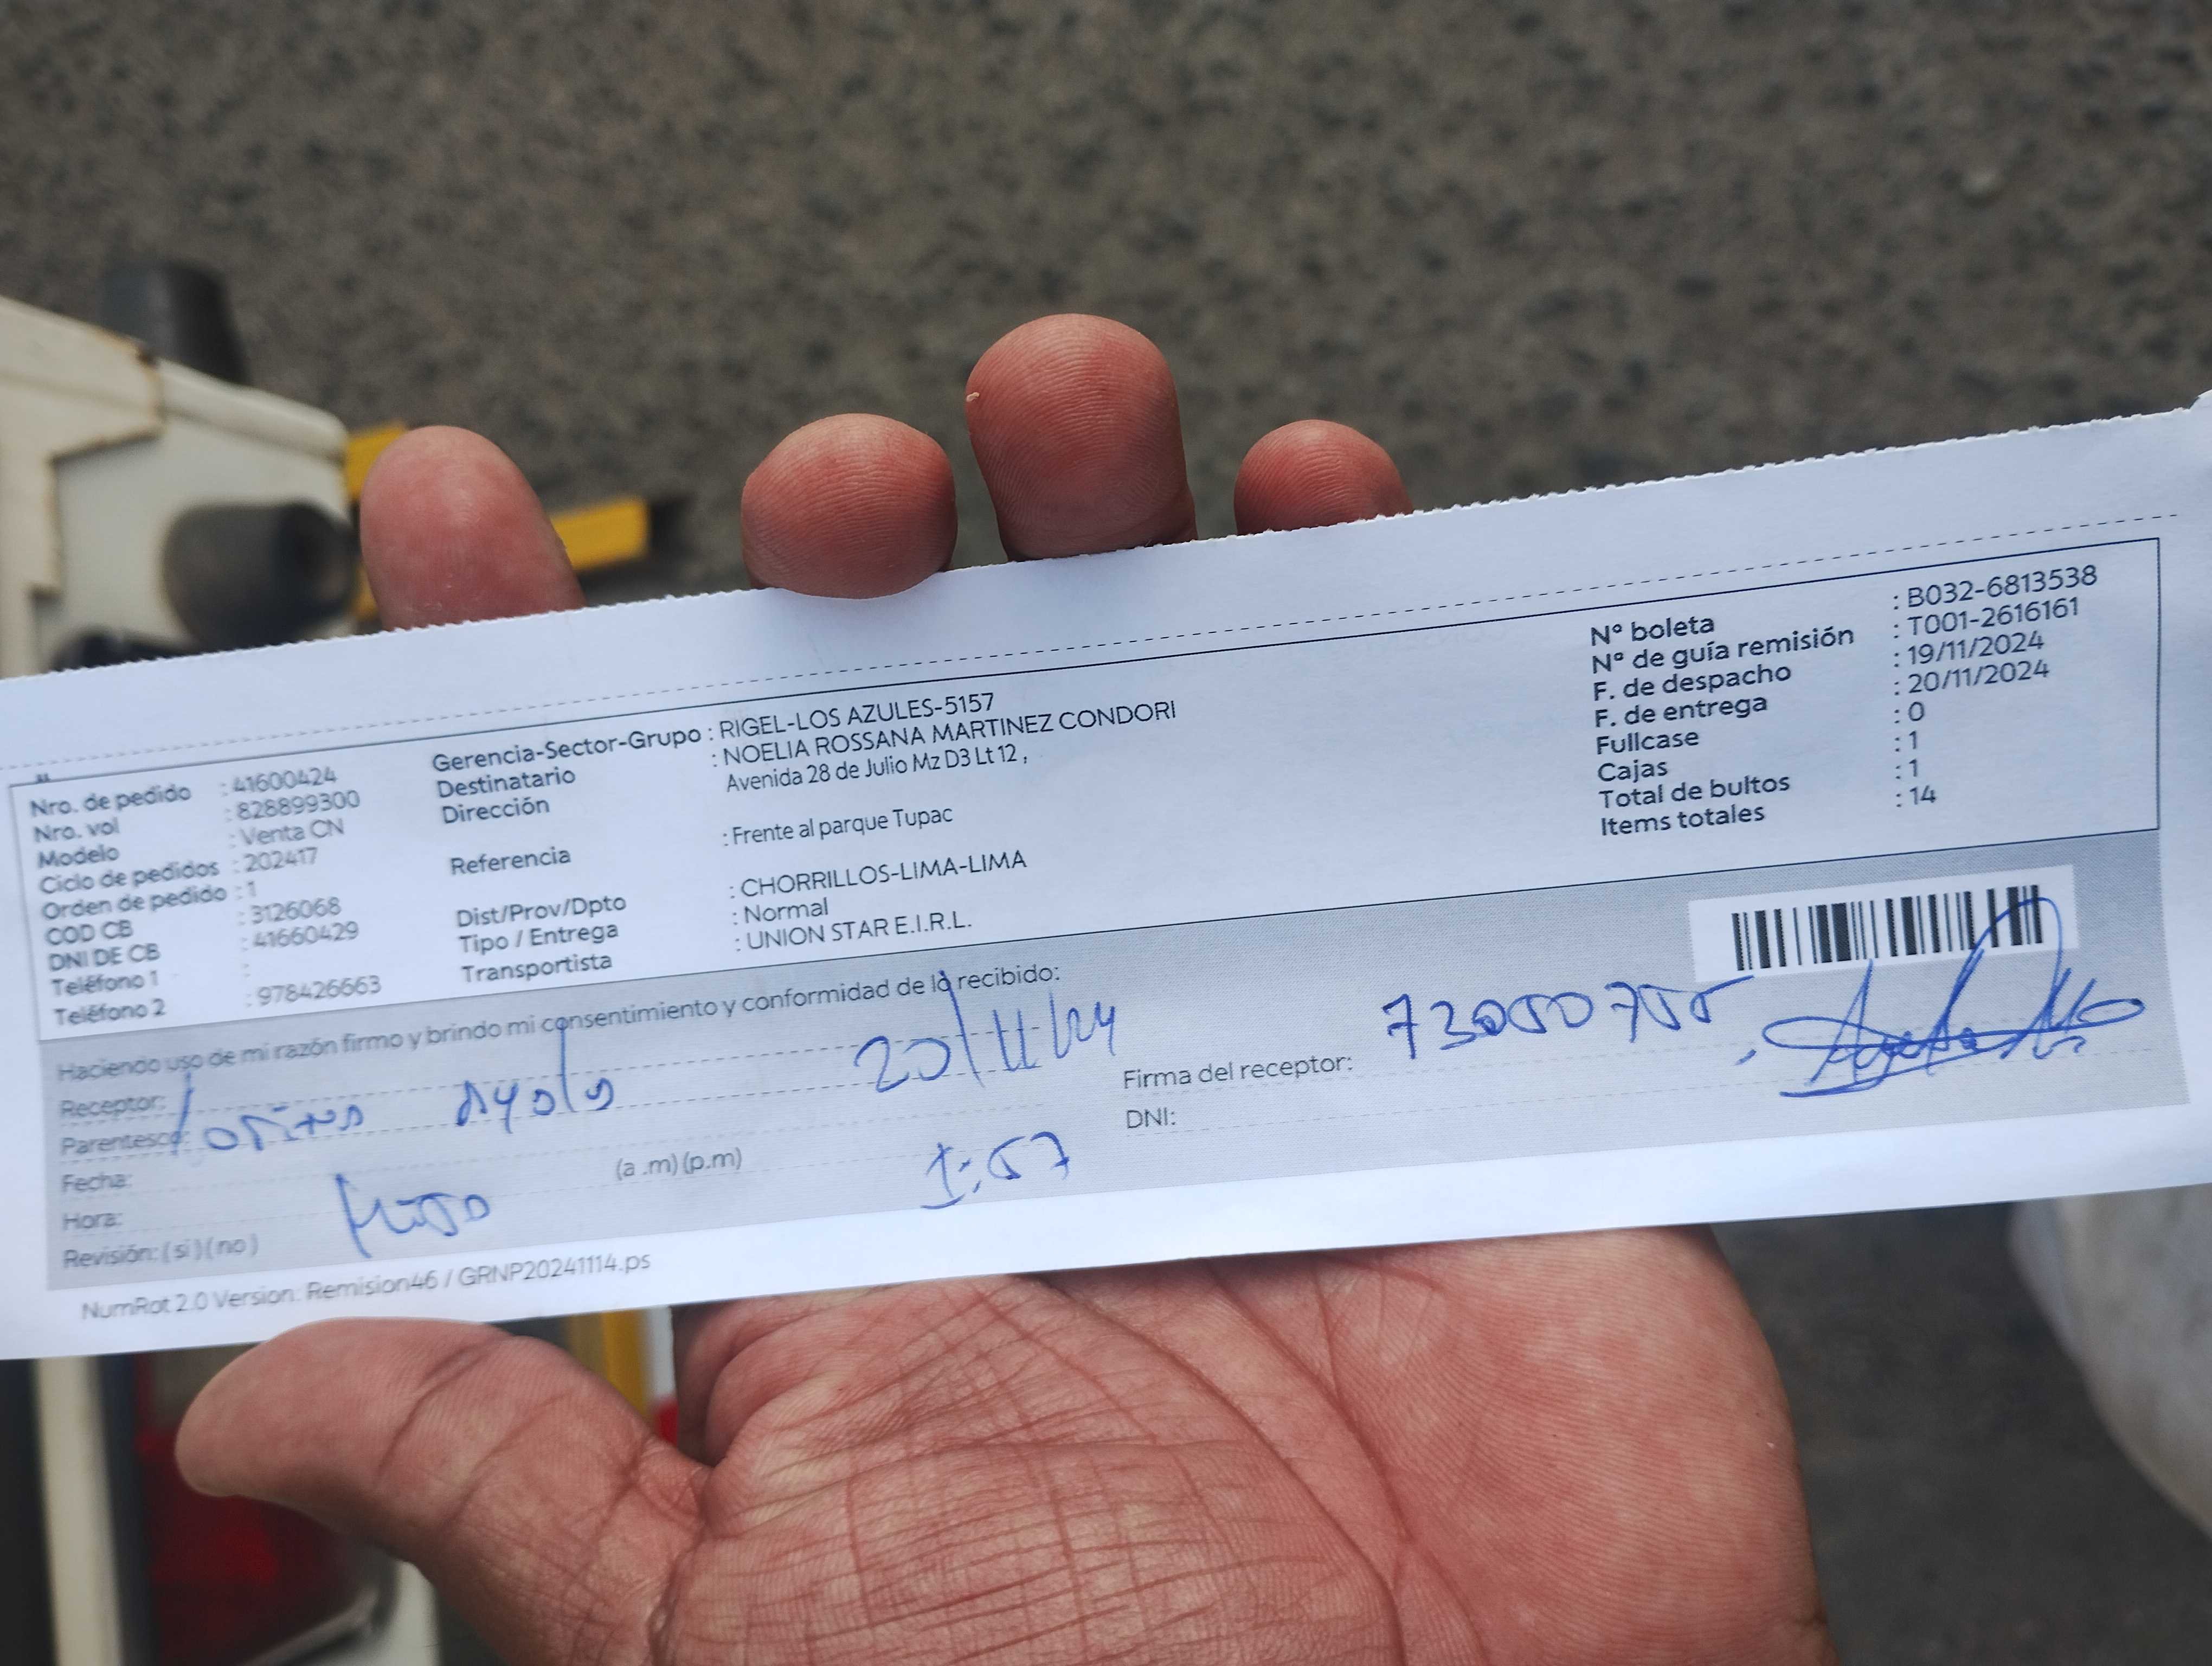 Nro. de pedido : 41600424
Nro. vol : 828899300
Modelo : Venta CN
Ciclo de pedidos : 202417
Orden de pedido : 1
COD CB : 3126068
DNI DE CB : 41660429
Teléfono 1 :
Teléfono 2 : 978426663
Gerencia-Sector-Grupo : RIGEL-LOS AZULES-5157
Destinatario : NOELIA ROSSANA MARTINEZ CONDORI
Dirección Avenida 28 de Julio Mz D3 Lt 12 ,
Referencia : Frente al parque Tupac
Dist/Prov/Dpto : CHORRILLOS-LIMA-LIMA
Tipo / Entrega : Normal
Transportista : UNION STAR E.I.R.L.
Nº boleta : B032-6813538
Nº de guía remisión : T001-2616161
F. de despacho : 19/11/2024
F. de entrega : 20/11/2024
Fullcase : 0
Cajas : 1
Total de bultos : 1
Items totales : 14
Haciendo uso de mi razón firmo y brindo mi consentimiento y conformidad de lo recibido:
Receptor:
Parentesco:
Fecha: 20/11/24
Hora: (a .m) (p.m) 1:57
Revisión: ( si ) ( no )
Firma del receptor:
DNI:
NumRot 2.0 Version: Remision46 / GRNP20241114.ps